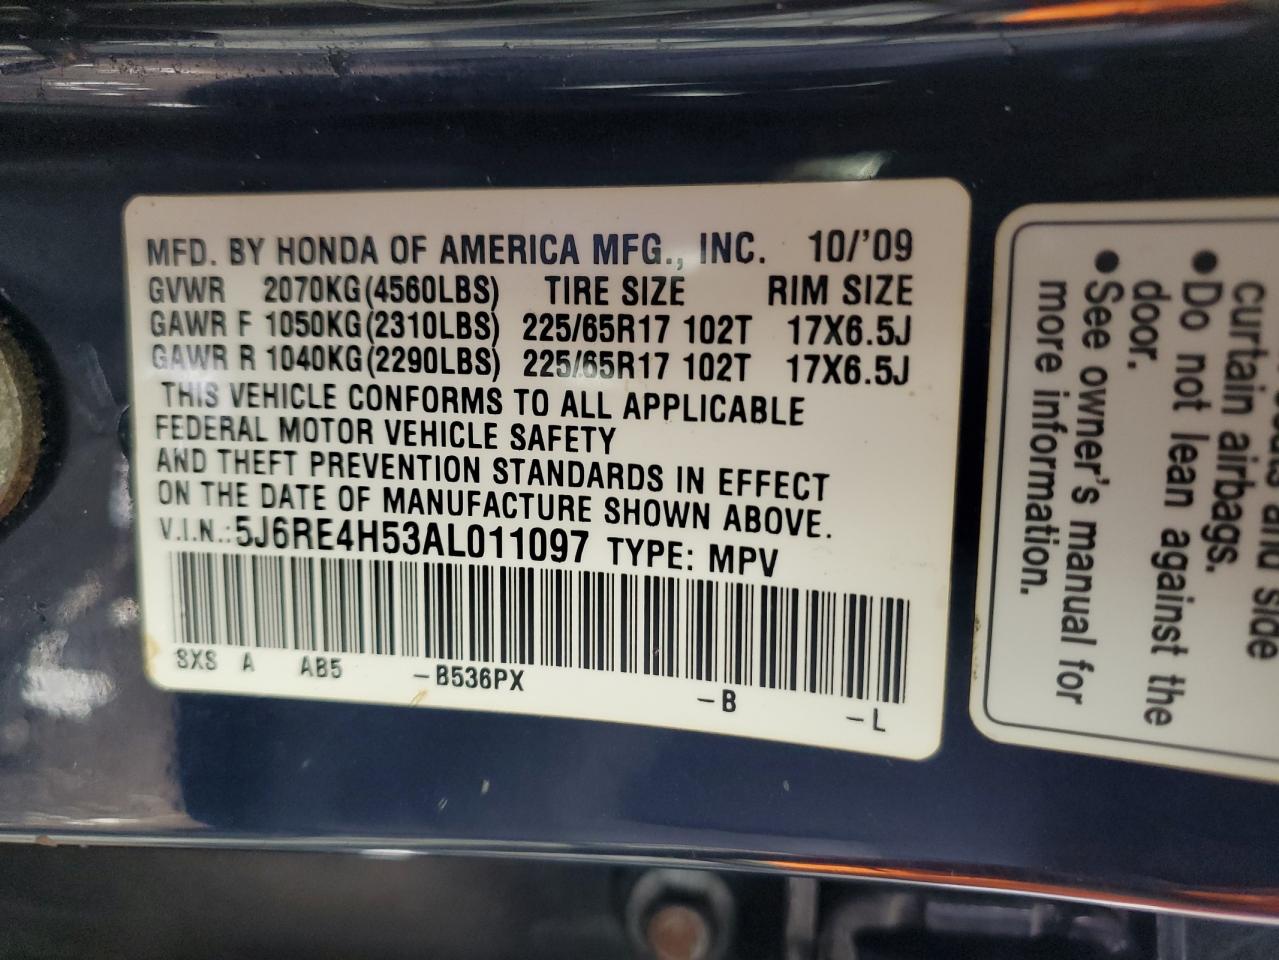 MFD. BY HONDA OF AMERICA MFG., INC. 10/'09
GVWR 2070KG(4560LBS) TIRE SIZE RIM SIZE
GAWR F 1050KG(2310LBS) 225/65R17 102T 17X6.5J
GAWR R 1040KG(2290LBS) 225/65R17 102T 17X6.5J
THIS VEHICLE CONFORMS TO ALL APPLICABLE
FEDERAL MOTOR VEHICLE SAFETY
AND THEFT PREVENTION STANDARDS IN EFFECT
ON THE DATE OF MANUFACTURE SHOWN ABOVE.
V.I.N.: 5J6RE4H53AL011097 TYPE: MPV
SXS A AB5 -B536PX -B -L
and side
curtain airbags.
●Do not lean against the
door.
●See owner's manual for
more information.